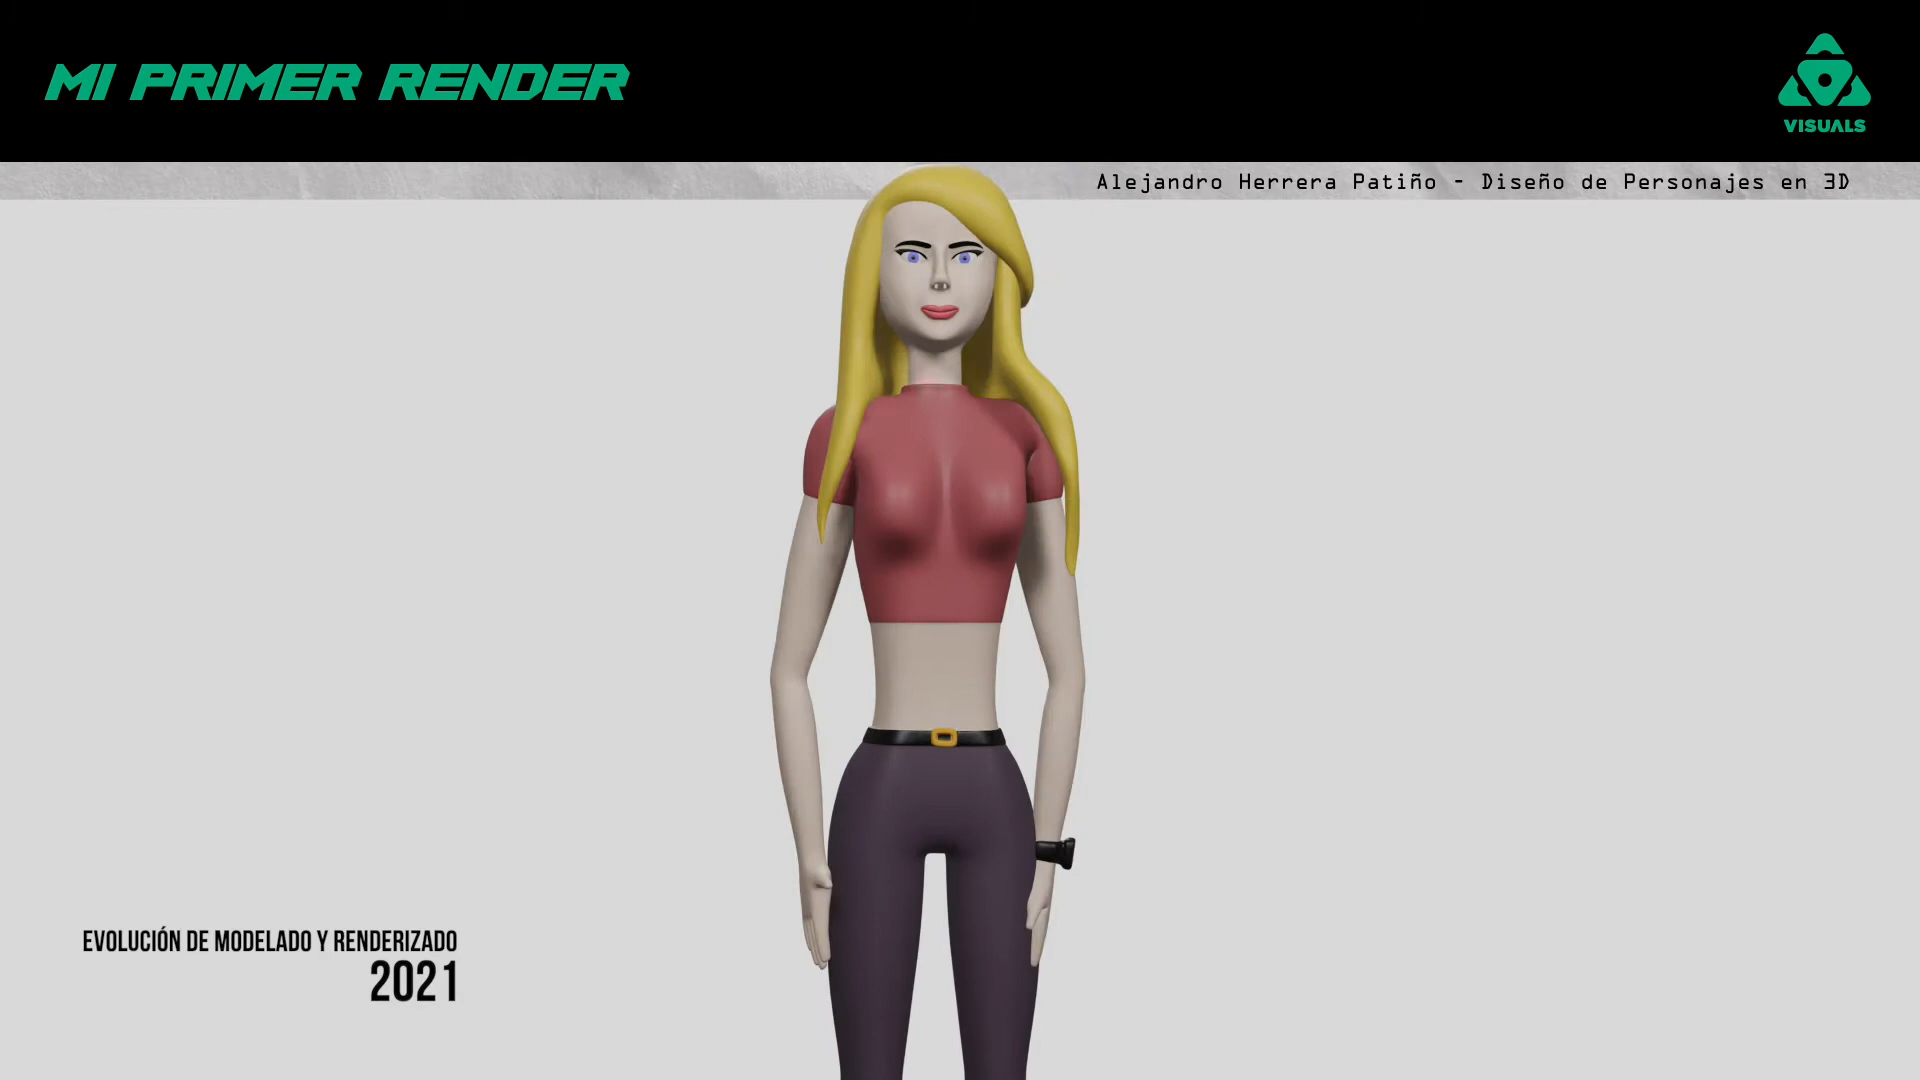 MI PRIMER RENDER
VISUALS
Alejandro Herrera Patiño - Diseño de Personajes en 3D
EVOLUCIÓN DE MODELADO Y RENDERIZADO
2021